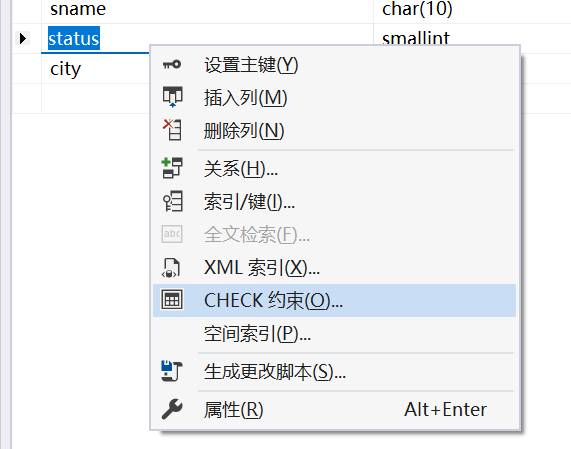 sname char(10)
status smallint
city
设置主键(Y)
插入列(M)
删除列(N)
关系(H)...
索引/键(I)...
abc 全文检索(F)...
XML 索引(X)...
CHECK 约束(O)...
空间索引(P)...
生成更改脚本(S)...
属性(R) Alt+Enter